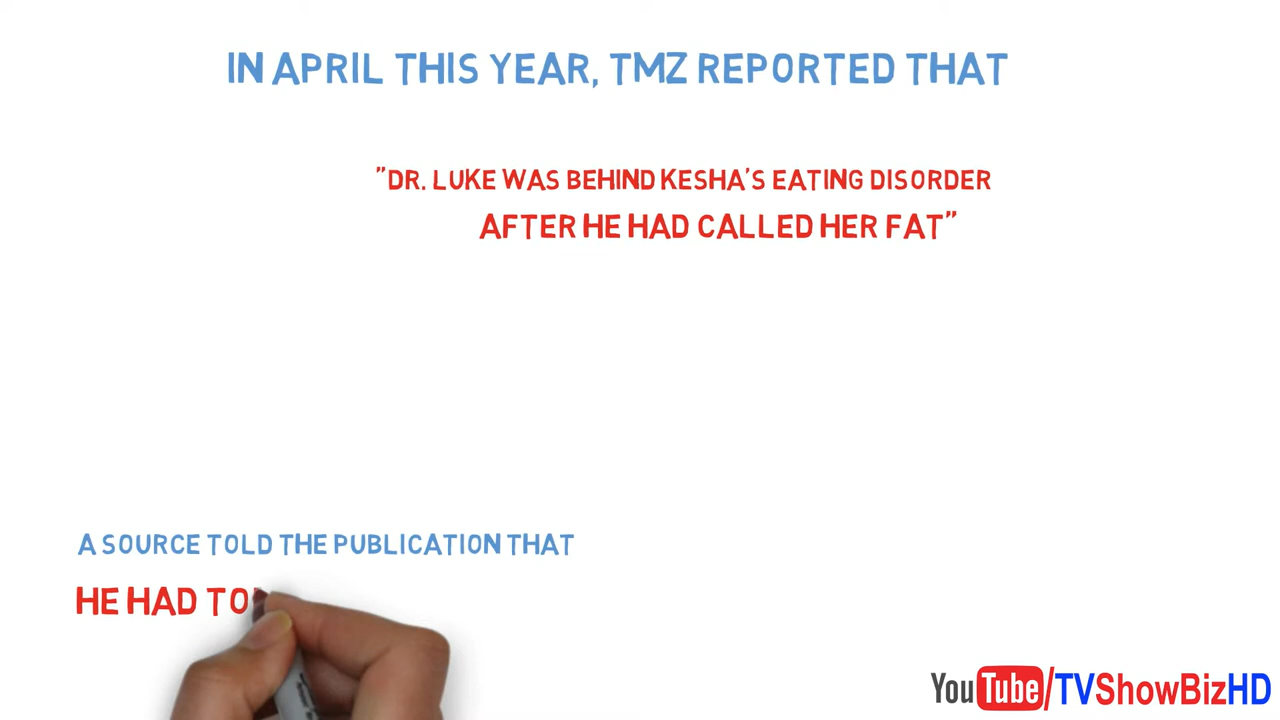 IN APRIL THIS YEAR, TMZ REPORTED THAT
"DR. LUKE WAS BEHIND KESHA'S EATING DISORDER
AFTER HE HAD CALLED HER FAT"
A SOURCE TOLD THE PUBLICATION THAT
HE HAD TO
YouTube/TVShowBizHD